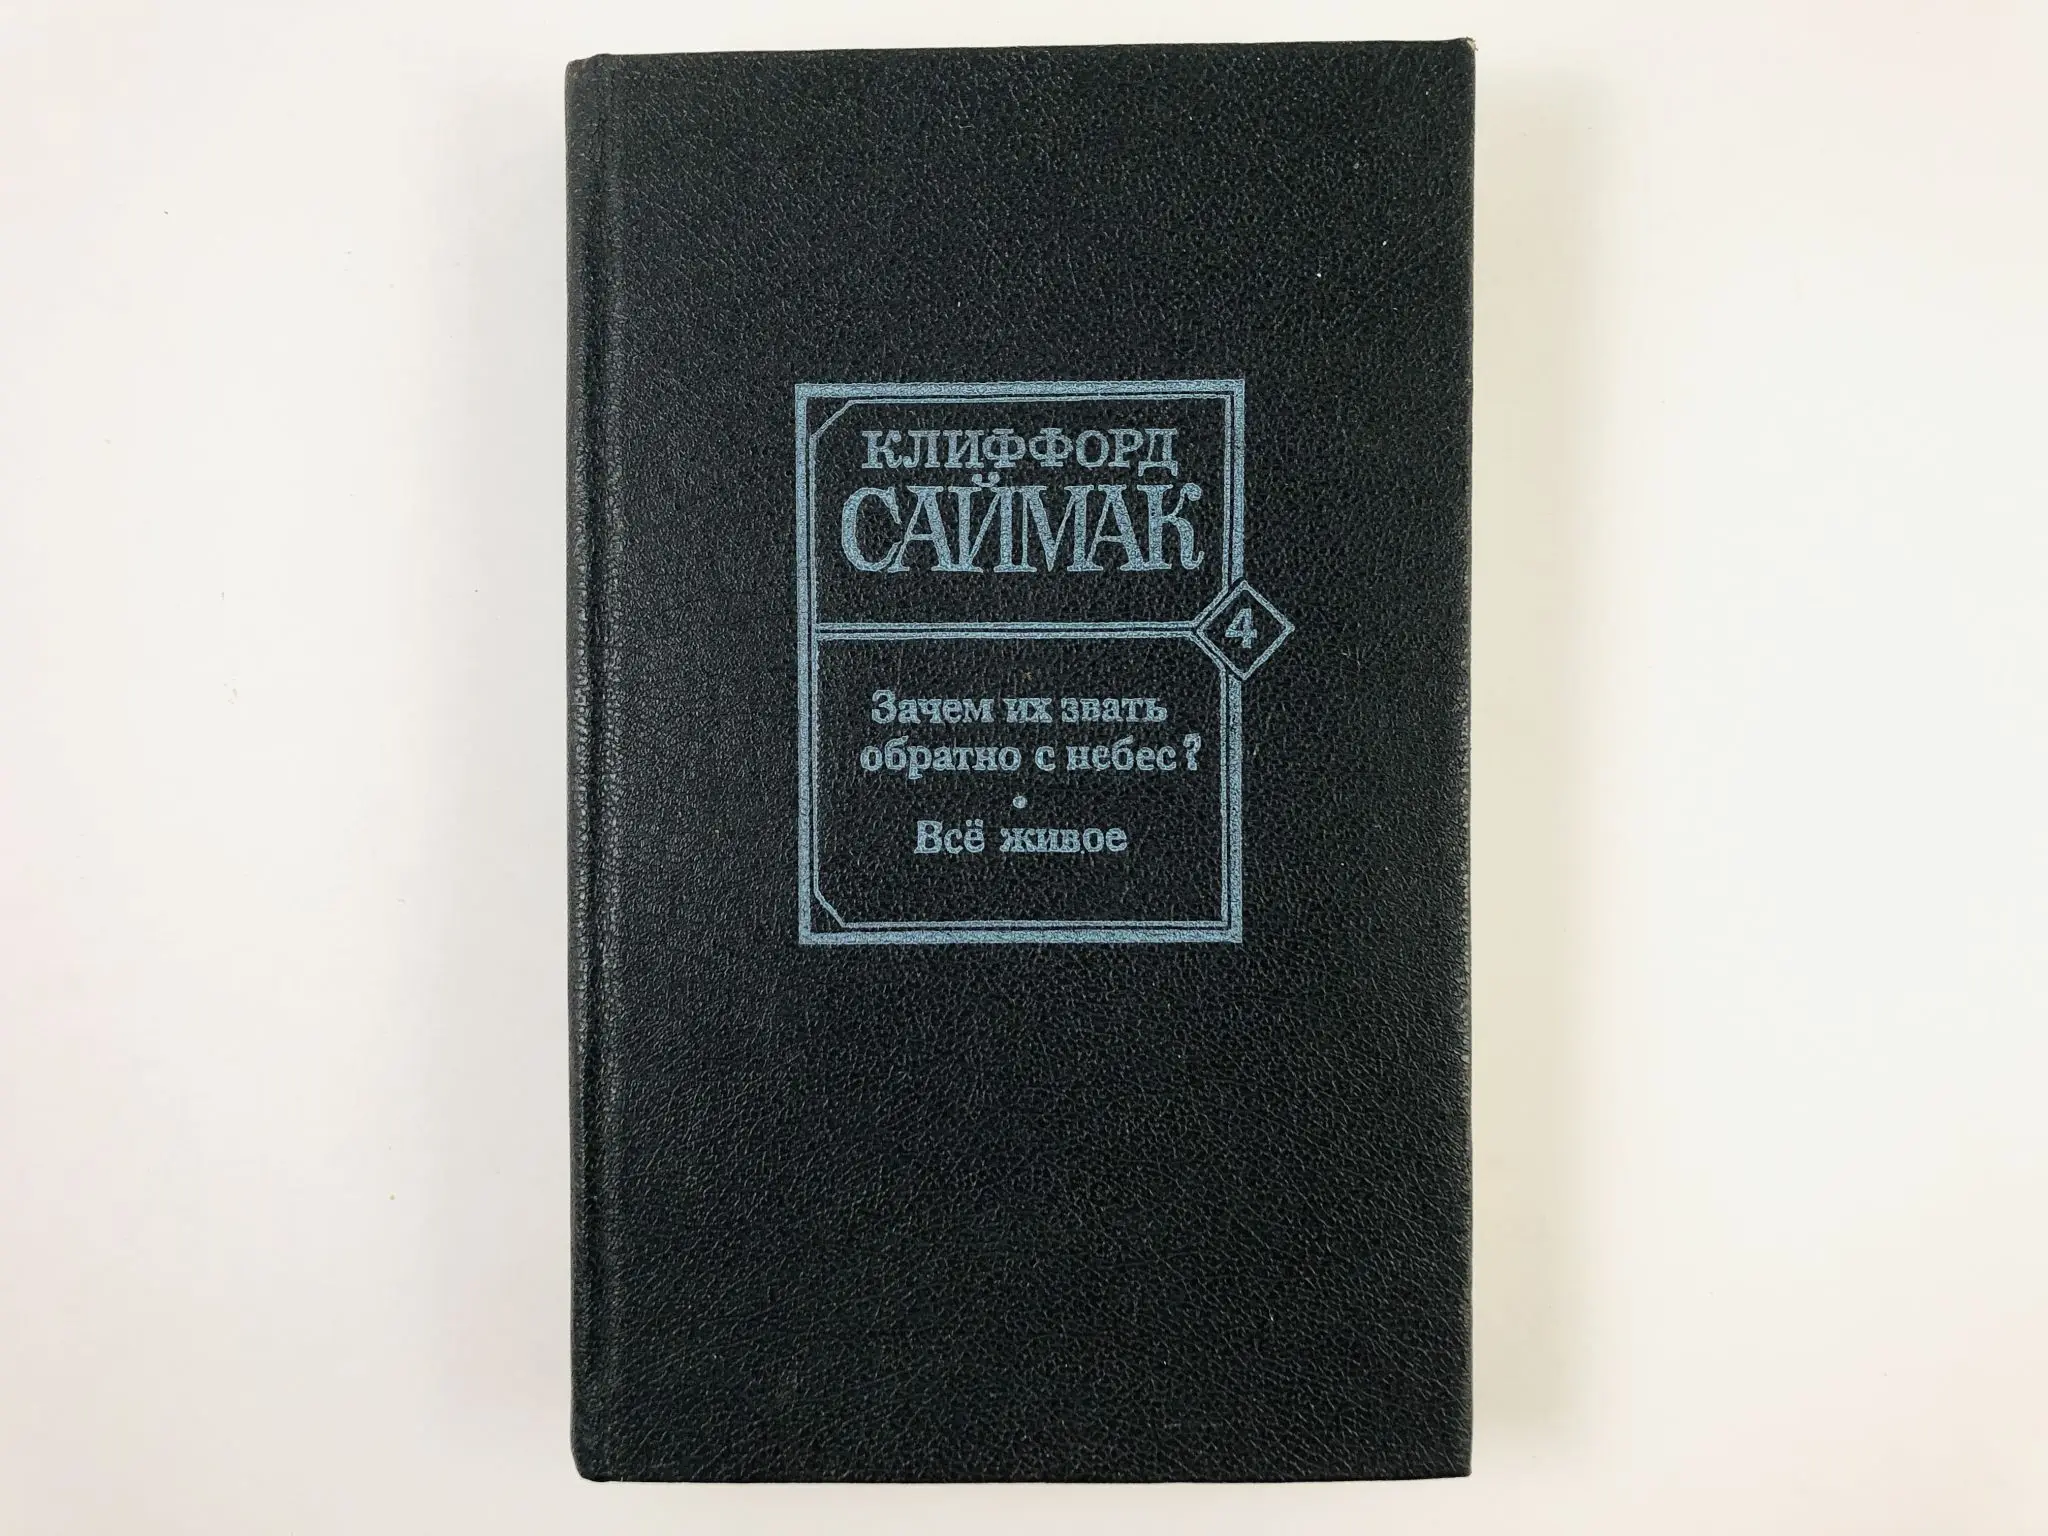 КЛИФФОРД
САЙМАК
4
Зачем их звать
обратно с небес?
•
Всё живое